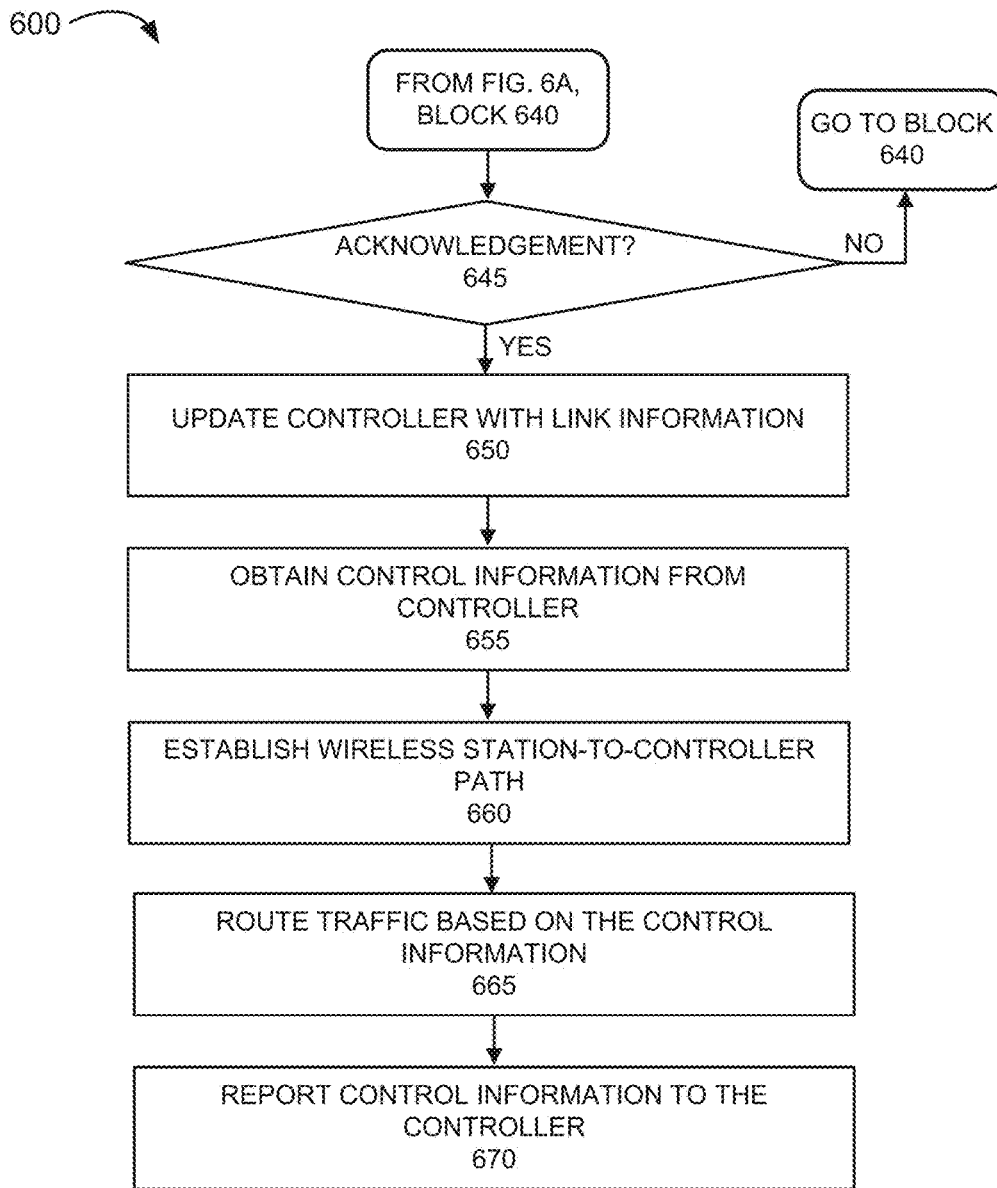 600
FROM FIG. 6A,
BLOCK 640
GO TO BLOCK
640
ACKNOWLEDGEMENT?
645
NO
YES
UPDATE CONTROLLER WITH LINK INFORMATION
650
OBTAIN CONTROL INFORMATION FROM
CONTROLLER
655
ESTABLISH WIRELESS STATION-TO-CONTROLLER
PATH
660
ROUTE TRAFFIC BASED ON THE CONTROL
INFORMATION
665
REPORT CONTROL INFORMATION TO THE
CONTROLLER
670